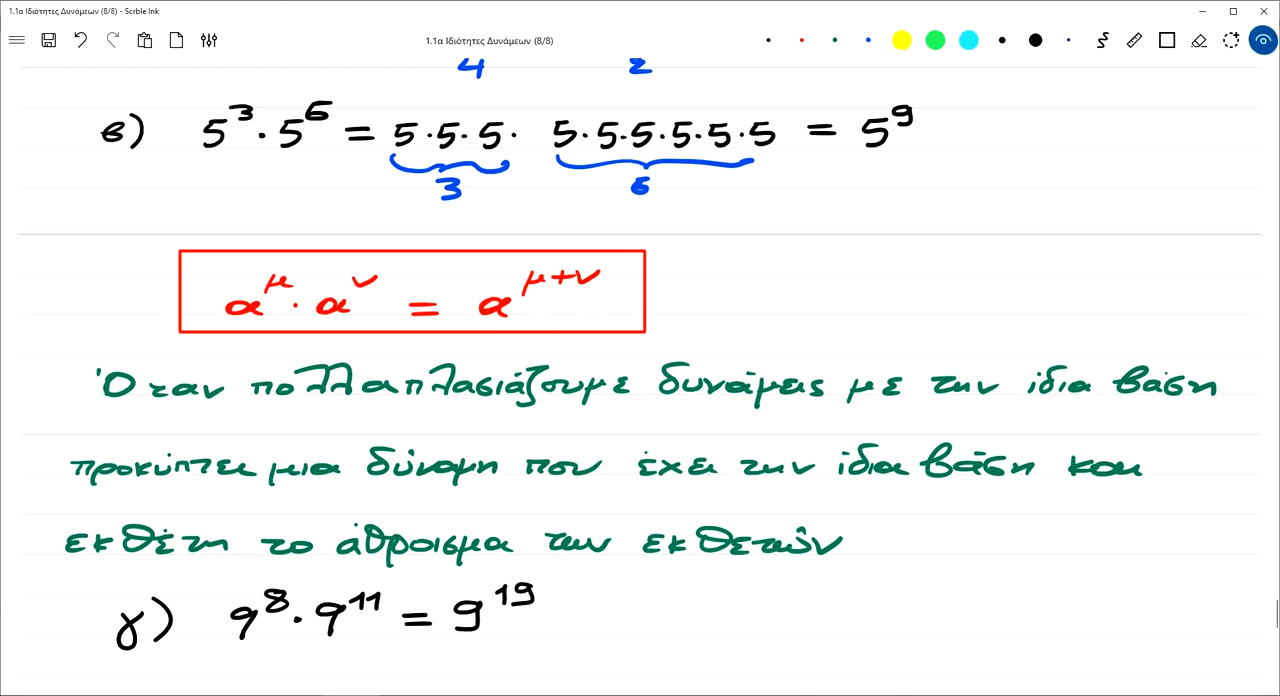 1.1α Ιδιότητες Δυνάμεων (8/8) - Scrble Ink
1.1α Ιδιότητες Δυνάμεων (8/8)
4 2
β) 5³ · 5⁶ = 5·5·5· 5·5·5·5·5·5 = 5⁹
3 6
α^μ · α^ν = α^(μ+ν)
Όταν πολλαπλασιάζουμε δυνάμεις με την ίδια βάση
προκύπτει μια δύναμη που έχει την ίδια βάση και
εκθέτη το άθροισμα των εκθετών
γ) 9⁸ · 9¹¹ = 9¹⁹